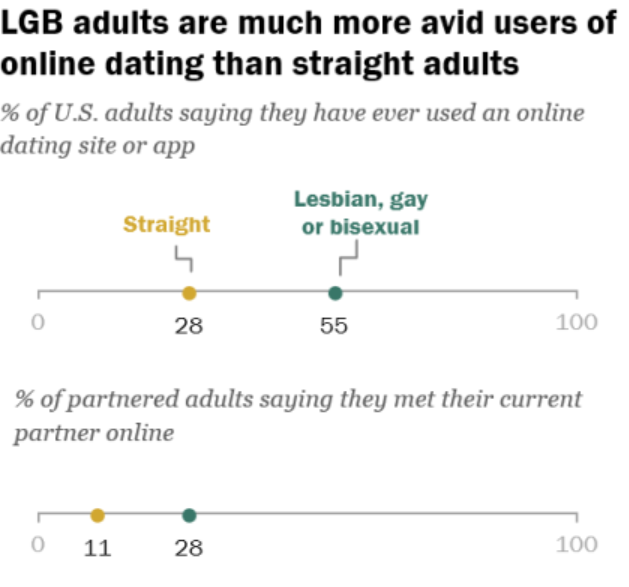 LGB adults are much more avid users of
online dating than straight adults
% of U.S. adults saying they have ever used an online
dating site or app
Straight
Lesbian, gay
or bisexual
0 28 55 100
% of partnered adults saying they met their current
partner online
0 11 28 100